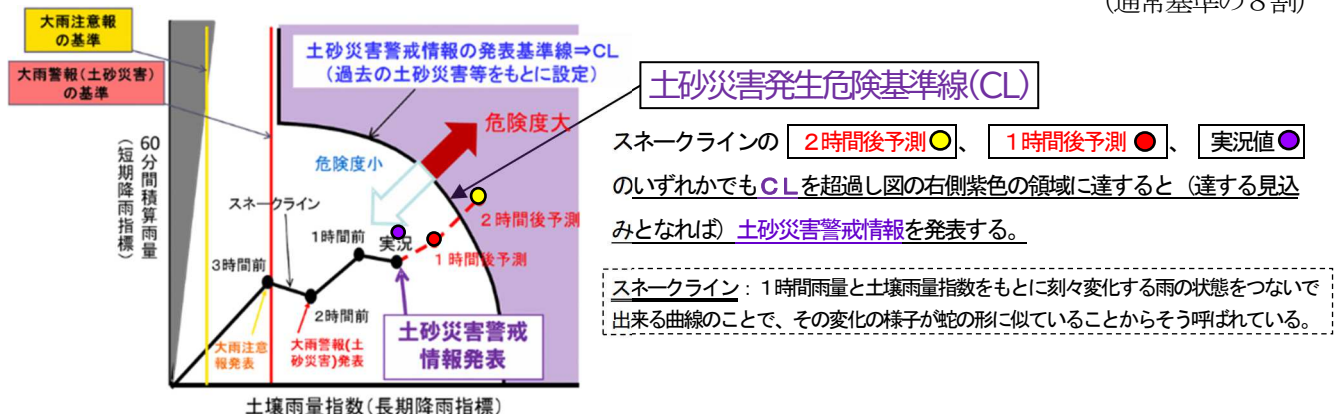 (通常基準の8割)
大雨注意報
の基準
大雨警報(土砂災害)
の基準
土砂災害警戒情報の発表基準線⇒CL
(過去の土砂災害等をもとに設定)
危険度大
危険度小
60分間積算雨量
(短期降雨指標)
スネークライン
3時間前
2時間前
1時間前
実況
1時間後予測
2時間後予測
大雨注意
報発表
大雨警報(土
砂災害)発表
土砂災害警戒
情報発表
土壌雨量指数(長期降雨指標)
土砂災害発生危険基準線(CL)
スネークラインの 2時間後予測、 1時間後予測 、 実況値
のいずれかでもCLを超過し図の右側紫色の領域に達すると(達する見込
みとなれば)土砂災害警戒情報を発表する。
スネークライン:1時間雨量と土壌雨量指数をもとに刻々変化する雨の状態をつないで
出来る曲線のことで、その変化の様子が蛇の形に似ていることからそう呼ばれている。